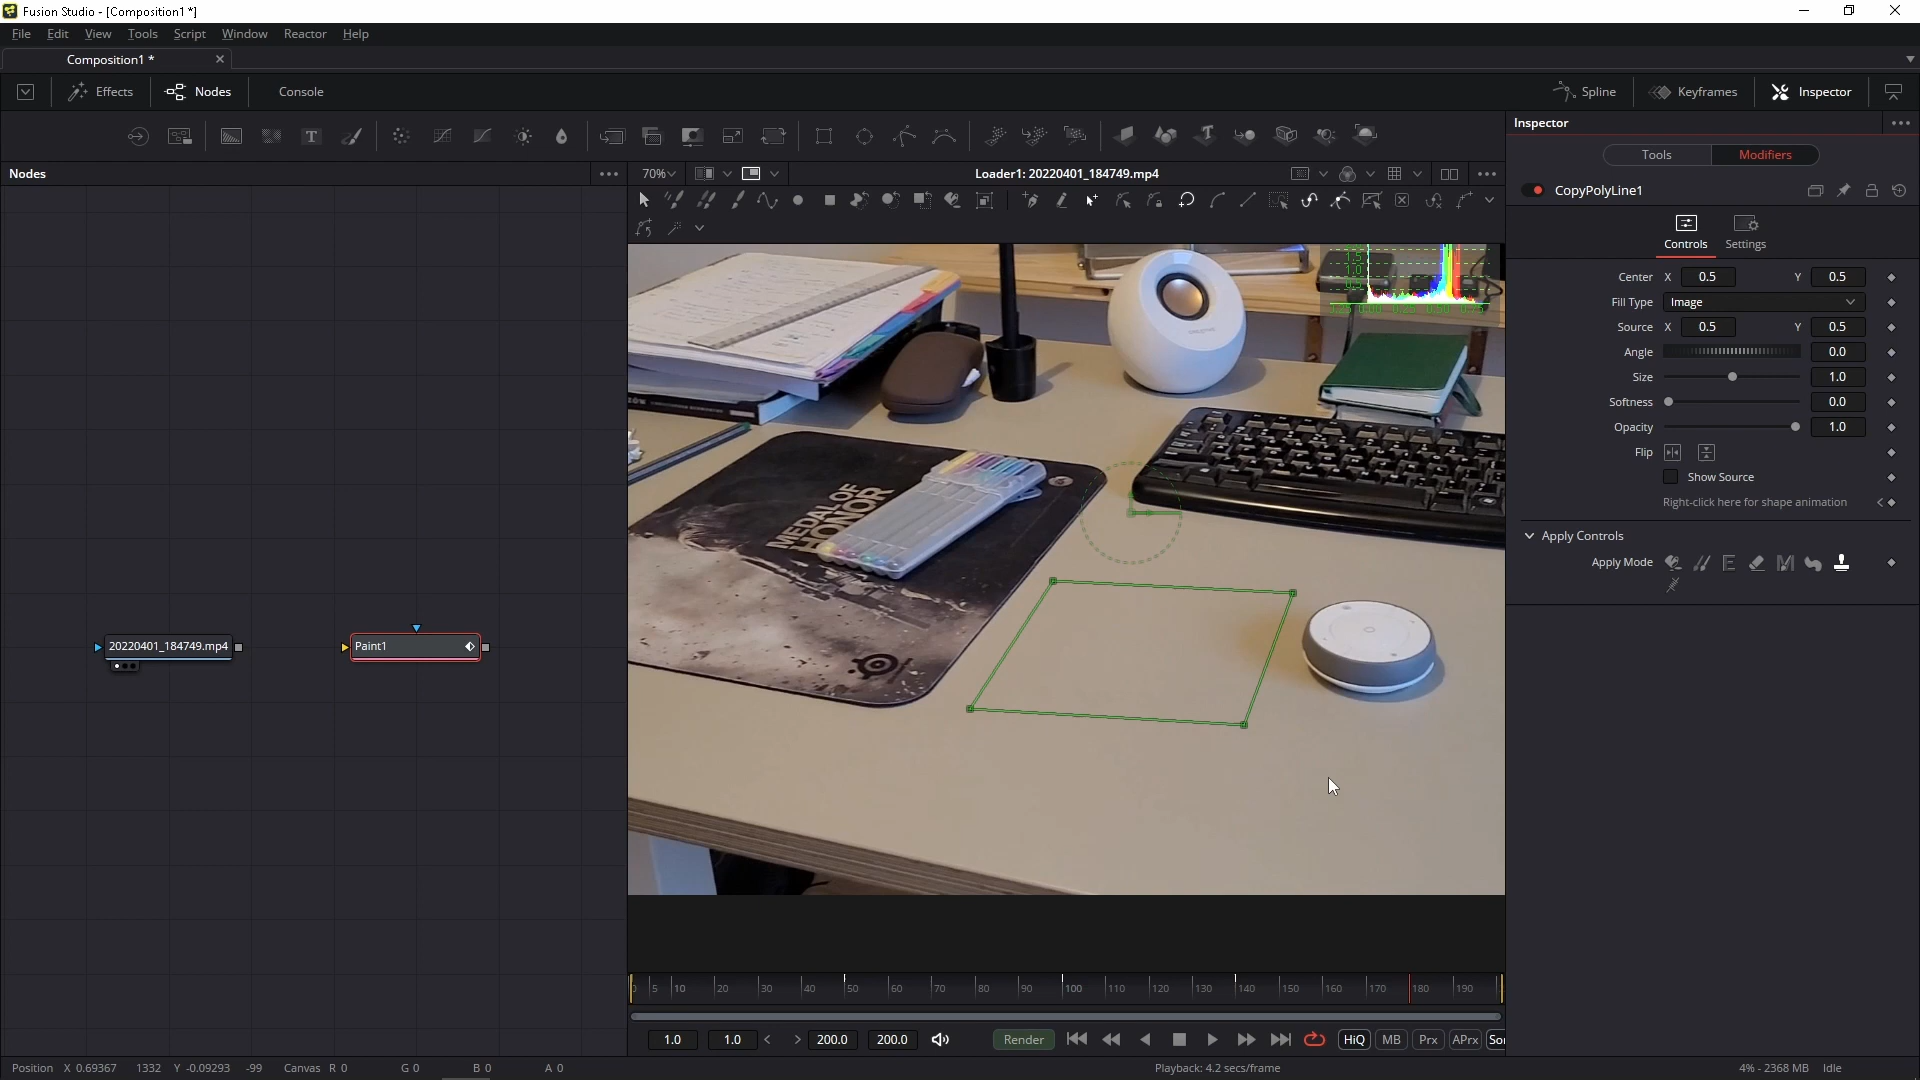 Fusion Studio - [Composition1 *]
File Edit View Tools Script Window Reactor Help
Composition1 *
Effects Nodes Console Spline Keyframes Inspector
Inspector
Tools Modifiers
Nodes
70% Loader1: 20220401_184749.mp4
CopyPolyLine1
Controls Settings
Center X 0.5 Y 0.5
Fill Type Image
Source X 0.5 Y 0.5
Angle 0.0
Size 1.0
Softness 0.0
Opacity 1.0
Flip
Show Source
Right-click here for shape animation
Apply Controls
Apply Mode
MEDAL OF
HONOR
20220401_184749.mp4 Paint1
5 10 20 30 40 50 60 70 80 90 100 110 120 130 140 150 160 170 180 190
1.0 1.0 200.0 200.0 Render HiQ MB Prx APrx
Position X 0.69367 1332 Y -0.09293 -99 Canvas R 0 G 0 B 0 A 0 Playback: 4.2 secs/frame 4% - 2368 MB Idle